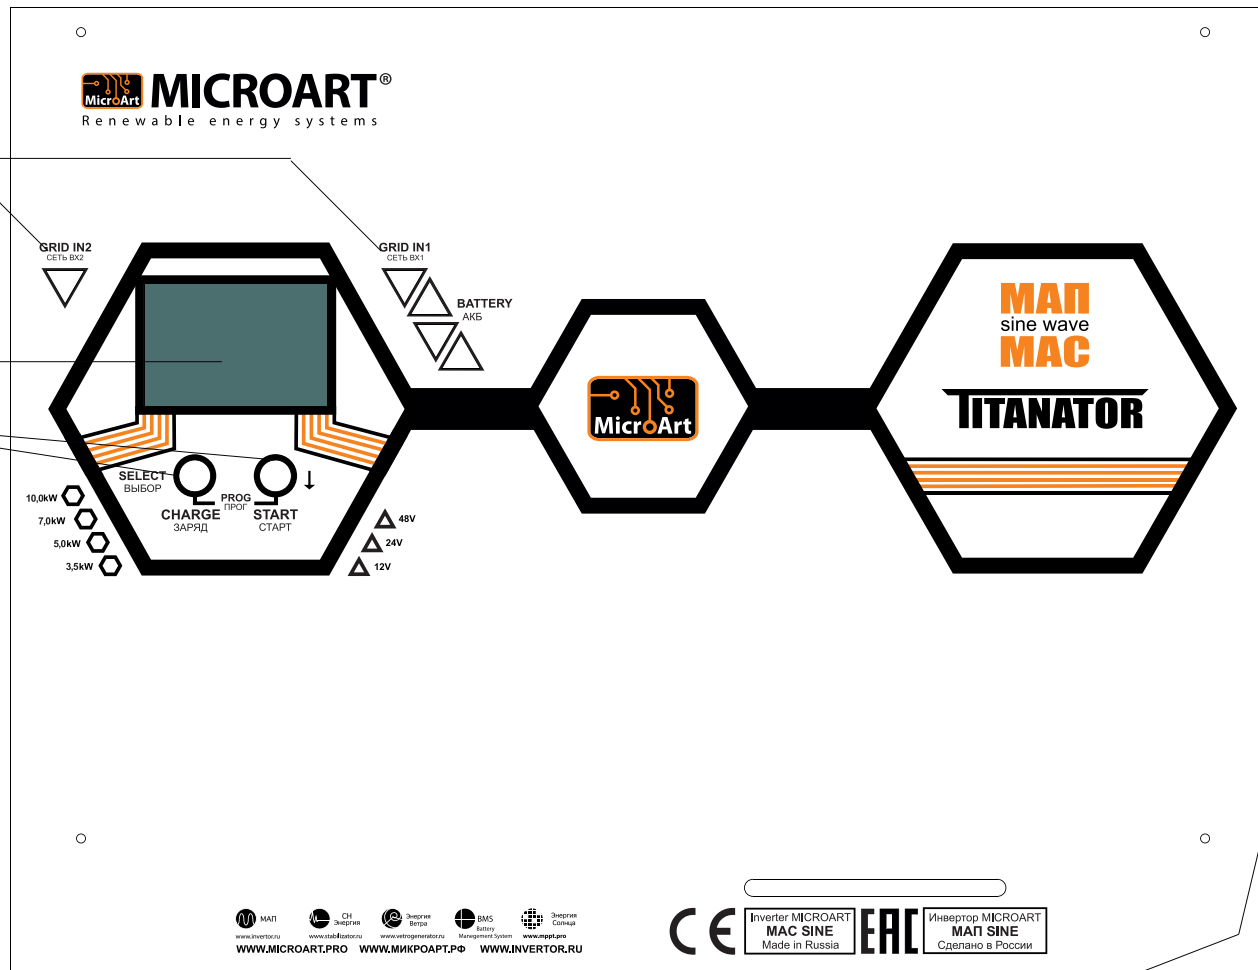 MicrоArt MICROART®
Renewable energy systems
GRID IN2
СЕТЬ ВХ2
GRID IN1
СЕТЬ ВХ1
BATTERY
АКБ
МАП
sine wave
MAC
TITANATOR
MicroArt
SELECT
ВЫБОР
PROG
ПРОГ
CHARGE
ЗАРЯД
START
СТАРТ
10,0kW
7,0kW
5,0kW
3,5kW
48V
24V
12V
МАП
www.invertor.ru
СН
Энергия
www.stabilizator.ru
Энергия
Ветра
www.vetrogenerator.ru
BMS
Battery
Management System
Энергия
Солнца
www.mppt.pro
WWW.MICROART.PRO WWW.МИКРОАРТ.РФ WWW.INVERTOR.RU
CE
Inverter MICROART
MAC SINE
Made in Russia
EAC
Инвертор MICROART
МАП SINE
Сделано в России